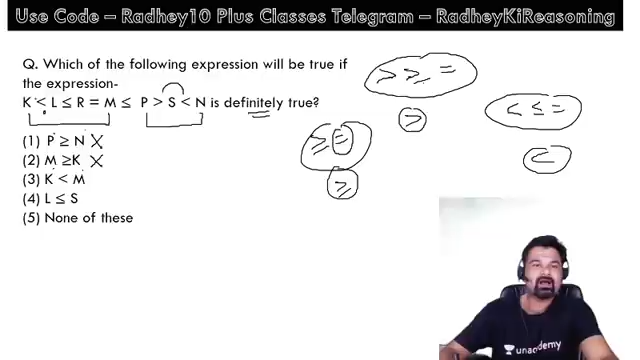 Use Code – Radhey10 Plus Classes Telegram – RadheyKiReasoning
Q. Which of the following expression will be true if
the expression-
K < L ≤ R = M ≤ P > S < N is definitely true?
(1) P ≥ N X
(2) M ≥K X
(3) K < M
(4) L ≤ S
(5) None of these
> ≥ =
>
< ≤ =
<
≥ =
≥
unacademy